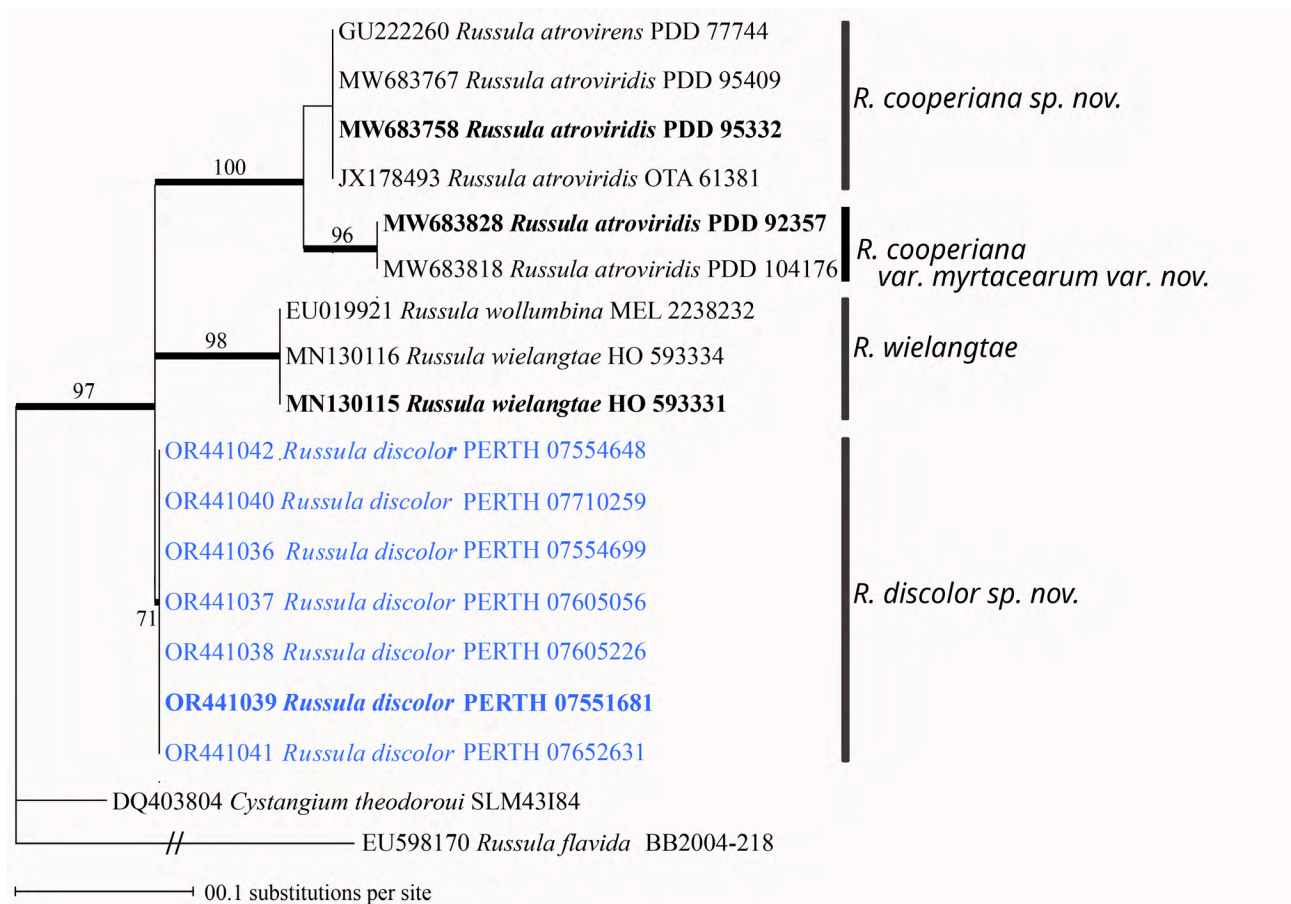 GU222260 Russula atrovirens PDD 77744
MW683767 Russula atroviridis PDD 95409
R. cooperiana sp. nov.
MW683758 Russula atroviridis PDD 95332
100
JX178493 Russula atroviridis OTA 61381
MW683828 Russula atroviridis PDD 92357
96
R. cooperiana
var. myrtacearum var. nov.
MW683818 Russula atroviridis PDD 104176
EU019921 Russula wollumbina MEL 2238232
98
MN130116 Russula wielangtae HO 593334
R. wielangtae
97
MN130115 Russula wielangtae HO 593331
OR441042 Russula discolor PERTH 07554648
OR441040 Russula discolor PERTH 07710259
OR441036 Russula discolor PERTH 07554699
R. discolor sp. nov.
OR441037 Russula discolor PERTH 07605056
71
OR441038 Russula discolor PERTH 07605226
OR441039 Russula discolor PERTH 07551681
OR441041 Russula discolor PERTH 07652631
DQ403804 Cystangium theodoroui SLM43I84
//
EU598170 Russula flavida BB2004-218
00.1 substitutions per site